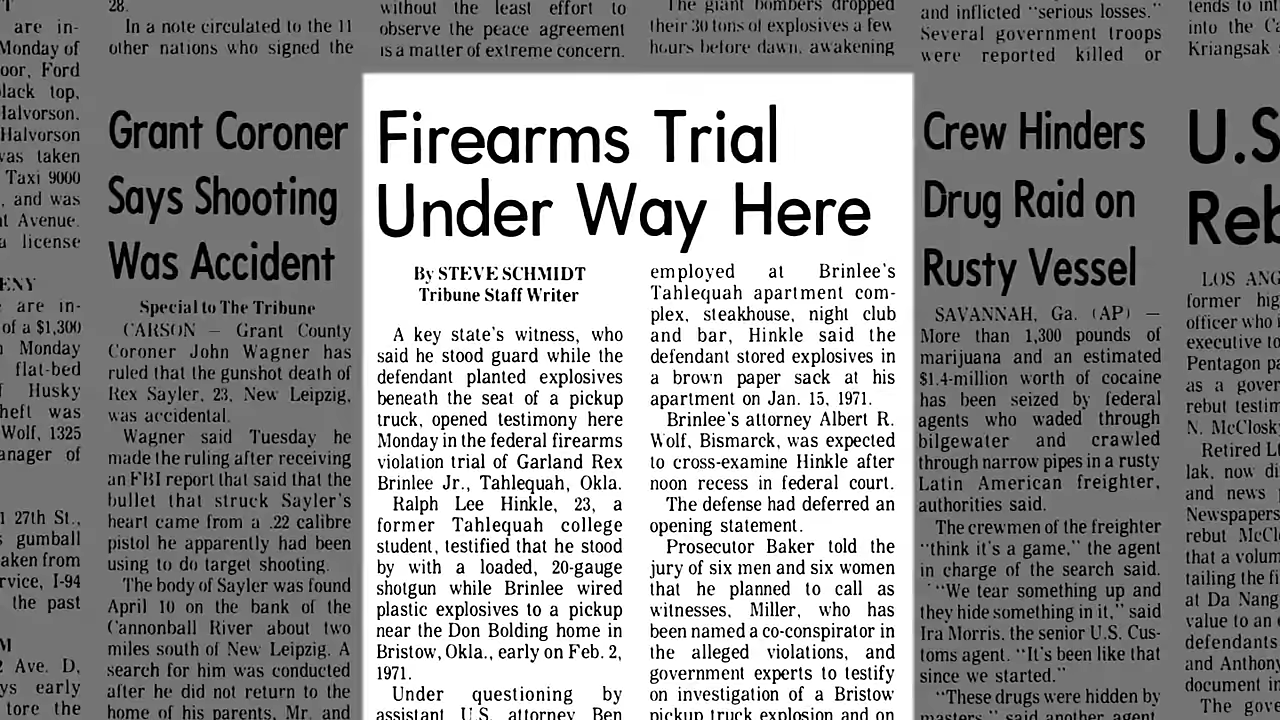 T
are in-
Monday of
oor, Ford
lack top,
Halvorson.
Halvorson
was taken
Taxi 9000
, and was
t Avenue.
a license
ENY
are in-
of a $1,300
Monday
flat-bed
f Husky
heft was
Wolf, 1325
anager of
1 27th St.,
s gumball
aken from
rvice, I-94
the past
M
2 Ave. D,
ys early
tore the
28.
In a note circulated to the 11
other nations who signed the
Grant Coroner
Says Shooting
Was Accident
Special to The Tribune
CARSON — Grant County
Coroner John Wagner has
ruled that the gunshot death of
Rex Sayler, 23, New Leipzig,
was accidental.
Wagner said Tuesday he
made the ruling after receiving
an FBI report that said that the
bullet that struck Sayler's
heart came from a .22 calibre
pistol he apparently had been
using to do target shooting.
The body of Sayler was found
April 10 on the bank of the
Cannonball River about two
miles south of New Leipzig. A
search for him was conducted
after he did not return to the
home of his parents, Mr. and
without the least effort to
observe the peace agreement
is a matter of extreme concern.
The giant bombers dropped
their 30 tons of explosives a few
hours before dawn, awakening
Firearms Trial
Under Way Here
By STEVE SCHMIDT
Tribune Staff Writer
A key state's witness, who
said he stood guard while the
defendant planted explosives
beneath the seat of a pickup
truck, opened testimony here
Monday in the federal firearms
violation trial of Garland Rex
Brinlee Jr., Tahlequah, Okla.
Ralph Lee Hinkle, 23, a
former Tahlequah college
student, testified that he stood
by with a loaded, 20-gauge
shotgun while Brinlee wired
plastic explosives to a pickup
near the Don Bolding home in
Bristow, Okla., early on Feb. 2,
1971.
Under questioning by
assistant U.S. attorney Ben
employed at Brinlee's
Tahlequah apartment com-
plex, steakhouse, night club
and bar, Hinkle said the
defendant stored explosives in
a brown paper sack at his
apartment on Jan. 15, 1971.
Brinlee's attorney Albert R.
Wolf, Bismarck, was expected
to cross-examine Hinkle after
noon recess in federal court.
The defense had deferred an
opening statement.
Prosecutor Baker told the
jury of six men and six women
that he planned to call as
witnesses, Miller, who has
been named a co-conspirator in
the alleged violations, and
government experts to testify
on investigation of a Bristow
pickup truck explosion and on
and inflicted "serious losses."
Several government troops
were reported killed or
Crew Hinders
Drug Raid on
Rusty Vessel
SAVANNAH, Ga. (AP) —
More than 1,300 pounds of
marijuana and an estimated
$1.4-million worth of cocaine
has been seized by federal
agents who waded through
bilgewater and crawled
through narrow pipes in a rusty
Latin American freighter,
authorities said.
The crewmen of the freighter
"think it's a game," the agent
in charge of the search said.
"We tear something up and
they hide something in it," said
Ira Morris, the senior U.S. Cus-
toms agent. "It's been like that
since we started."
"These drugs were hidden by
masters," said another agent
tends to int
into the Ca
Kriangsak
U.S
Reb
LOS ANG
former hig
officer who
executive to
Pentagon pa
as a gover
rebut testim
N. McClosk
Retired Lt
lak, now di
and news
Newspapers
rebut McCl
that a volum
tailing the fi
at Da Nang
value to an
defendants
and Anthony
document in
The gove